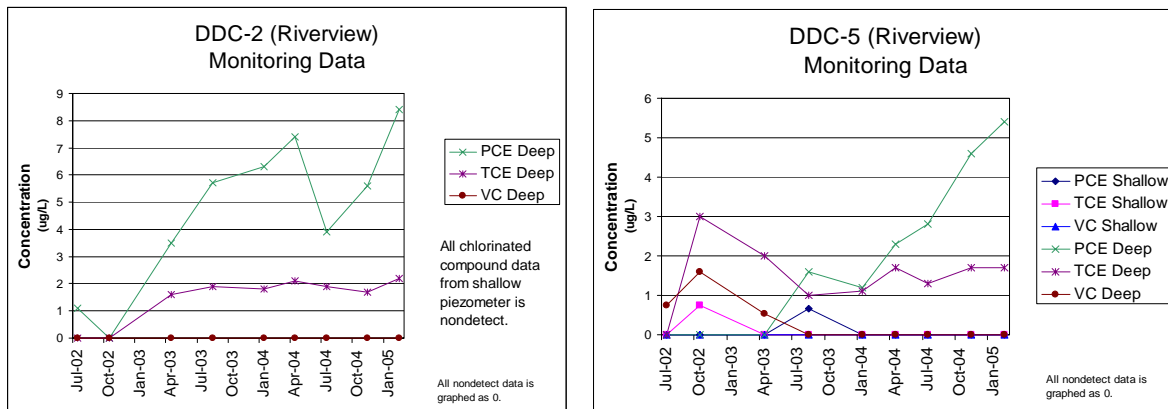 DDC-2 (Riverview)
Monitoring Data
Concentration
(ug/L)
9
8
7
6
5
4
3
2
1
0
Jul-02
Oct-02
Jan-03
Apr-03
Jul-03
Oct-03
Jan-04
Apr-04
Jul-04
Oct-04
Jan-05
PCE Deep
TCE Deep
VC Deep
All chlorinated
compound data
from shallow
piezometer is
nondetect.
All nondetect data is
graphed as 0.
DDC-5 (Riverview)
Monitoring Data
Concentration
(ug/L)
6
5
4
3
2
1
0
Jul-02
Oct-02
Jan-03
Apr-03
Jul-03
Oct-03
Jan-04
Apr-04
Jul-04
Oct-04
Jan-05
PCE Shallow
TCE Shallow
VC Shallow
PCE Deep
TCE Deep
VC Deep
All nondetect data is
graphed as 0.